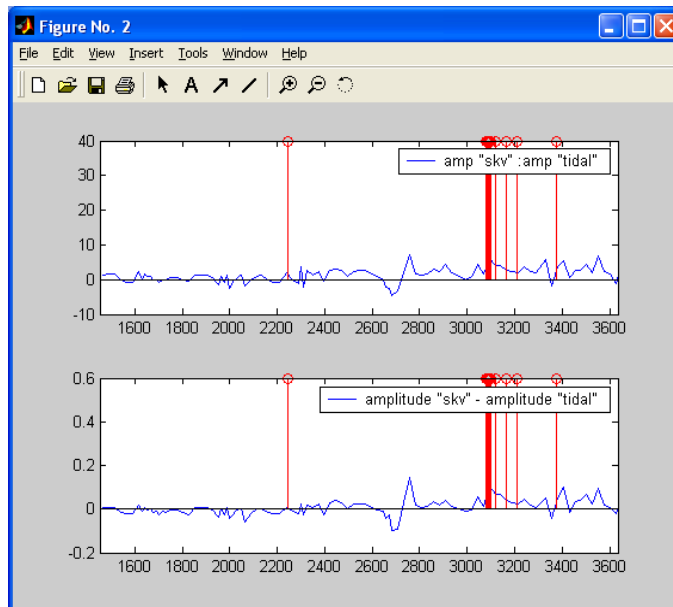 Figure No. 2
File Edit View Insert Tools Window Help
A
40
30
20
10
0
-10
amp "skv" :amp "tidal"
1600 1800 2000 2200 2400 2600 2800 3000 3200 3400 3600
0.6
0.4
0.2
0
-0.2
amplitude "skv" - amplitude "tidal"
1600 1800 2000 2200 2400 2600 2800 3000 3200 3400 3600